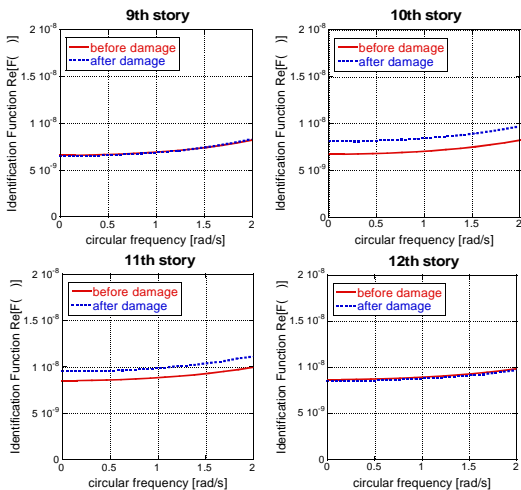 9th story
2 10⁻⁸
before damage
after damage
1.5 10⁻⁸
1 10⁻⁸
5 10⁻⁹
0
0 0.5 1 1.5 2
circular frequency [rad/s]
Identification Function Re[F( )]
10th story
2 10⁻⁸
before damage
after damage
1.5 10⁻⁸
1 10⁻⁸
5 10⁻⁹
0
0 0.5 1 1.5 2
circular frequency [rad/s]
Identification Function Re[F( )]
11th story
2 10⁻⁸
before damage
after damage
1.5 10⁻⁸
1 10⁻⁸
5 10⁻⁹
0
0 0.5 1 1.5 2
circular frequency [rad/s]
Identification Function Re[F( )]
12th story
2 10⁻⁸
before damage
after damage
1.5 10⁻⁸
1 10⁻⁸
5 10⁻⁹
0
0 0.5 1 1.5 2
circular frequency [rad/s]
Identification Function Re[F( )]